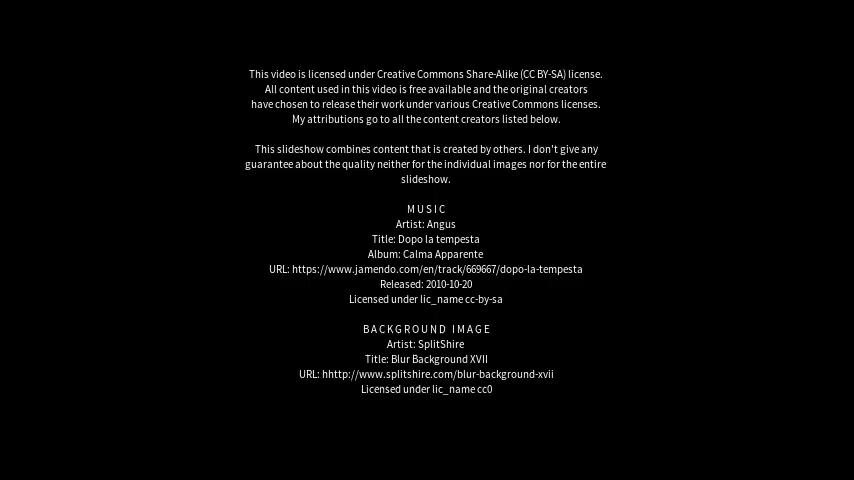 This video is licensed under Creative Commons Share-Alike (CC BY-SA) license.
All content used in this video is free available and the original creators
have chosen to release their work under various Creative Commons licenses.
My attributions go to all the content creators listed below.
This slideshow combines content that is created by others. I don't give any
guarantee about the quality neither for the individual images nor for the entire
slideshow.
MUSIC
Artist: Angus
Title: Dopo la tempesta
Album: Calma Apparente
URL: https://www.jamendo.com/en/track/669667/dopo-la-tempesta
Released: 2010-10-20
Licensed under lic_name cc-by-sa
BACKGROUND IMAGE
Artist: SplitShire
Title: Blur Background XVII
URL: hhttp://www.splitshire.com/blur-background-xvii
Licensed under lic_name cc0